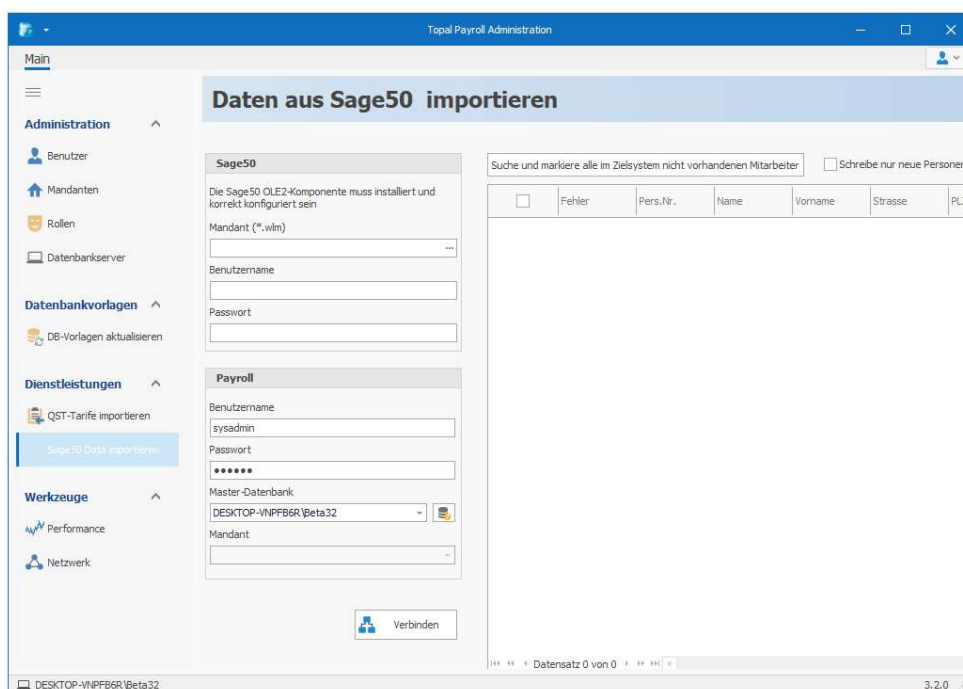 Topal Payroll Administration
Main
Daten aus Sage50 importieren
Administration
Benutzer
Mandanten
Rollen
Datenbankserver
Datenbankvorlagen
DB-Vorlagen aktualisieren
Dienstleistungen
QST-Tarife importieren
Sage50 Data importieren
Werkzeuge
Performance
Netzwerk
Sage50
Die Sage50 OLE2-Komponente muss installiert und
korrekt konfiguriert sein
Mandant (*.wlm)
...
Benutzername
Passwort
Payroll
Benutzername
sysadmin
Passwort
●●●●●●
Master-Datenbank
DESKTOP-VNPFB6R\Beta32
Mandant
Verbinden
Suche und markiere alle im Zielsystem nicht vorhandenen Mitarbeiter
Schreibe nur neue Personen
Fehler Pers.Nr. Name Vorname Strasse PL
Datensatz 0 von 0
DESKTOP-VNPFB6R\Beta32
3.2.0